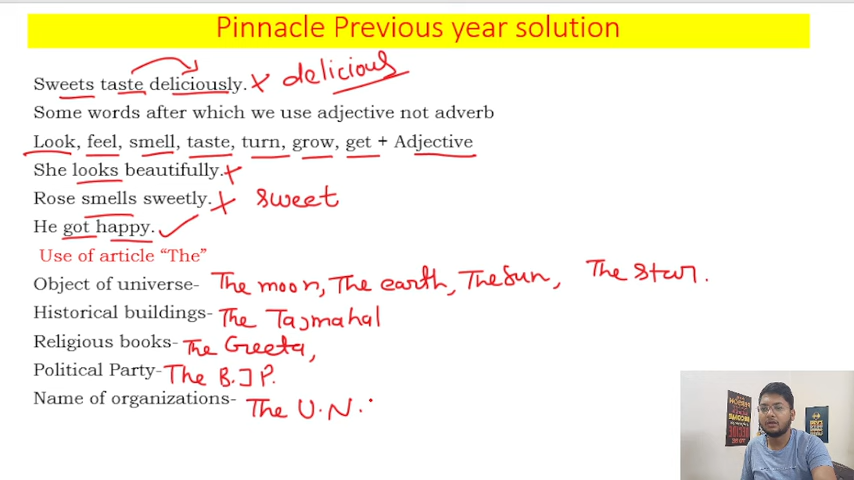 Pinnacle Previous year solution
Sweets taste deliciously. x delicious
Some words after which we use adjective not adverb
Look, feel, smell, taste, turn, grow, get + Adjective
She looks beautifully. x
Rose smells sweetly. x sweet
He got happy. ✓
Use of article “The”
Object of universe- The moon, The earth, The sun, The star.
Historical buildings- The Tajmahal
Religious books- The Geeta,
Political Party- The B.J.P.
Name of organizations- The U.N.